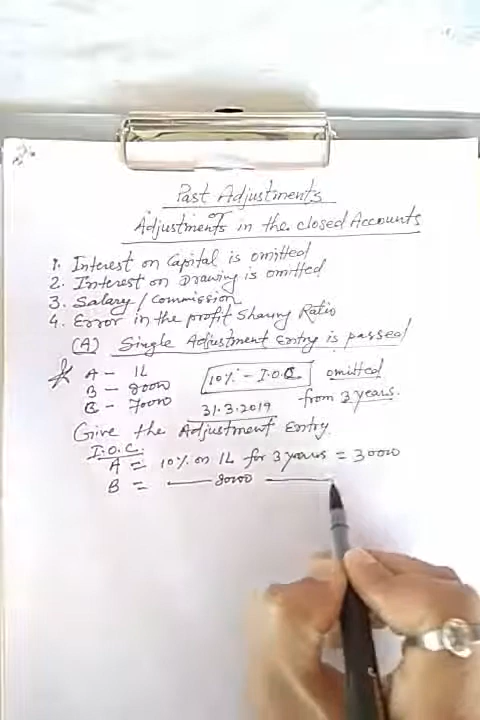 Past Adjustments
or
Adjustments in the closed Accounts
1. Interest on Capital is omitted
2. Interest on Drawing is omitted
3. Salary / Commission
4. Error in the profit Sharing Ratio
(A) Single Adjustment Entry is passed
A - 1L
B - 80000
C - 70000
10% - I.O.C. omitted
from 3 years.
31.3.2019
Give the Adjustment Entry.
I.O.C.
A = 10% on 1L for 3 years = 30000
B = —— 80000 ——